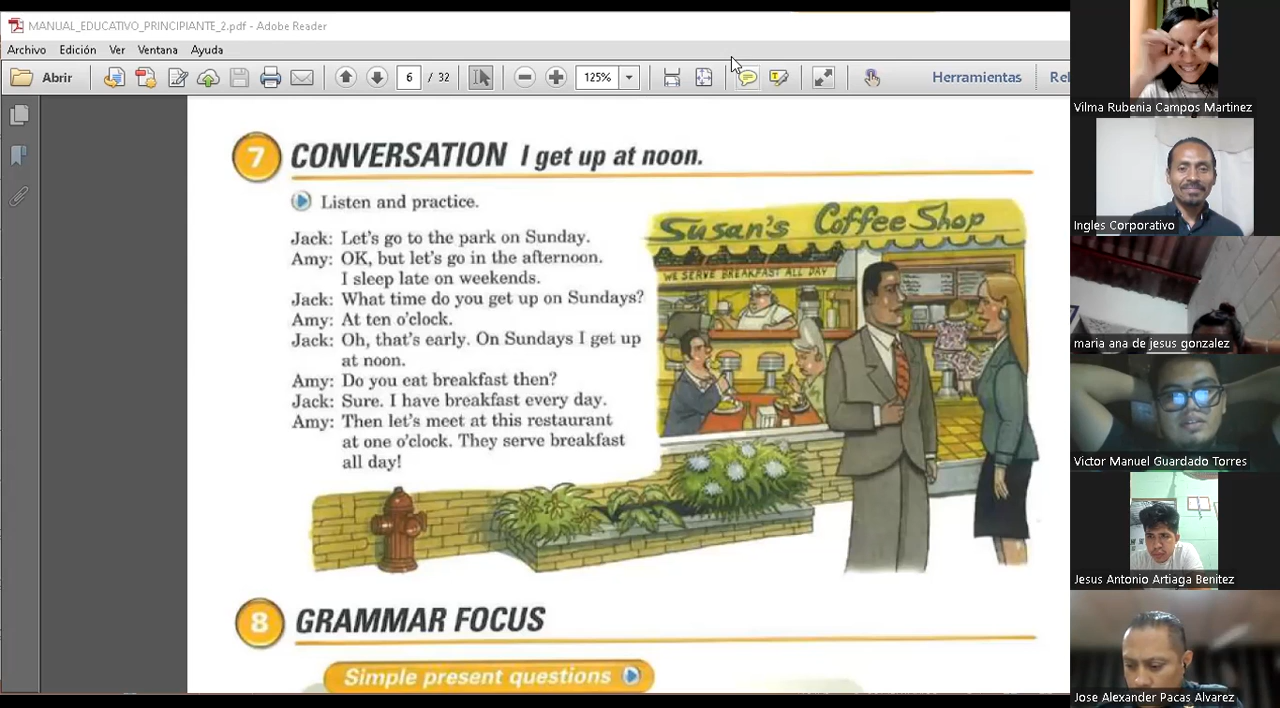 MANUAL_EDUCATIVO_PRINCIPIANTE_2.pdf - Adobe Reader
Archivo Edición Ver Ventana Ayuda
Abrir 6 / 32 125% Herramientas
7 CONVERSATION I get up at noon.
Listen and practice.
Jack: Let's go to the park on Sunday.
Amy: OK, but let's go in the afternoon.
I sleep late on weekends.
Jack: What time do you get up on Sundays?
Amy: At ten o'clock.
Jack: Oh, that's early. On Sundays I get up
at noon.
Amy: Do you eat breakfast then?
Jack: Sure. I have breakfast every day.
Amy: Then let's meet at this restaurant
at one o'clock. They serve breakfast
all day!
Susan's Coffee Shop
WE SERVE BREAKFAST ALL DAY
8 GRAMMAR FOCUS
Simple present questions
Vilma Rubenia Campos Martinez
Ingles Corporativo
maria ana de jesus gonzalez
Victor Manuel Guardado Torres
Jesus Antonio Artiaga Benitez
Jose Alexander Pacas Alvarez